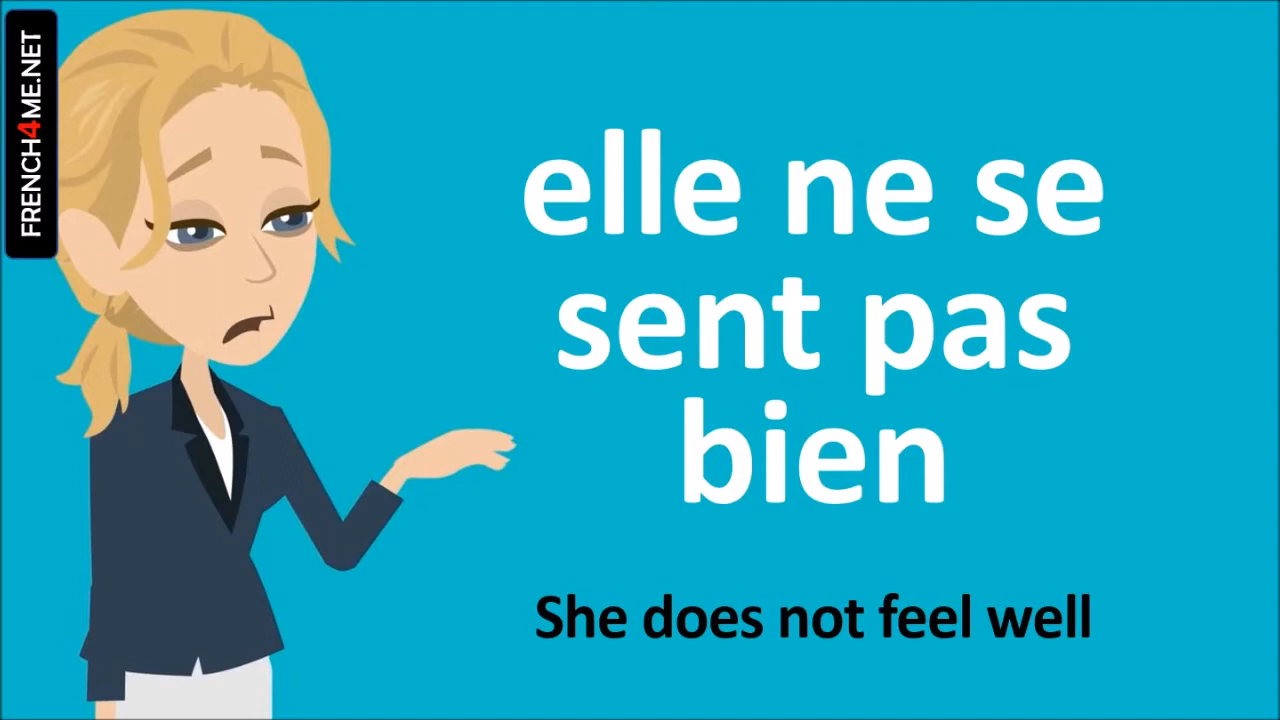 FRENCH4ME.NET
elle ne se
sent pas
bien
She does not feel well